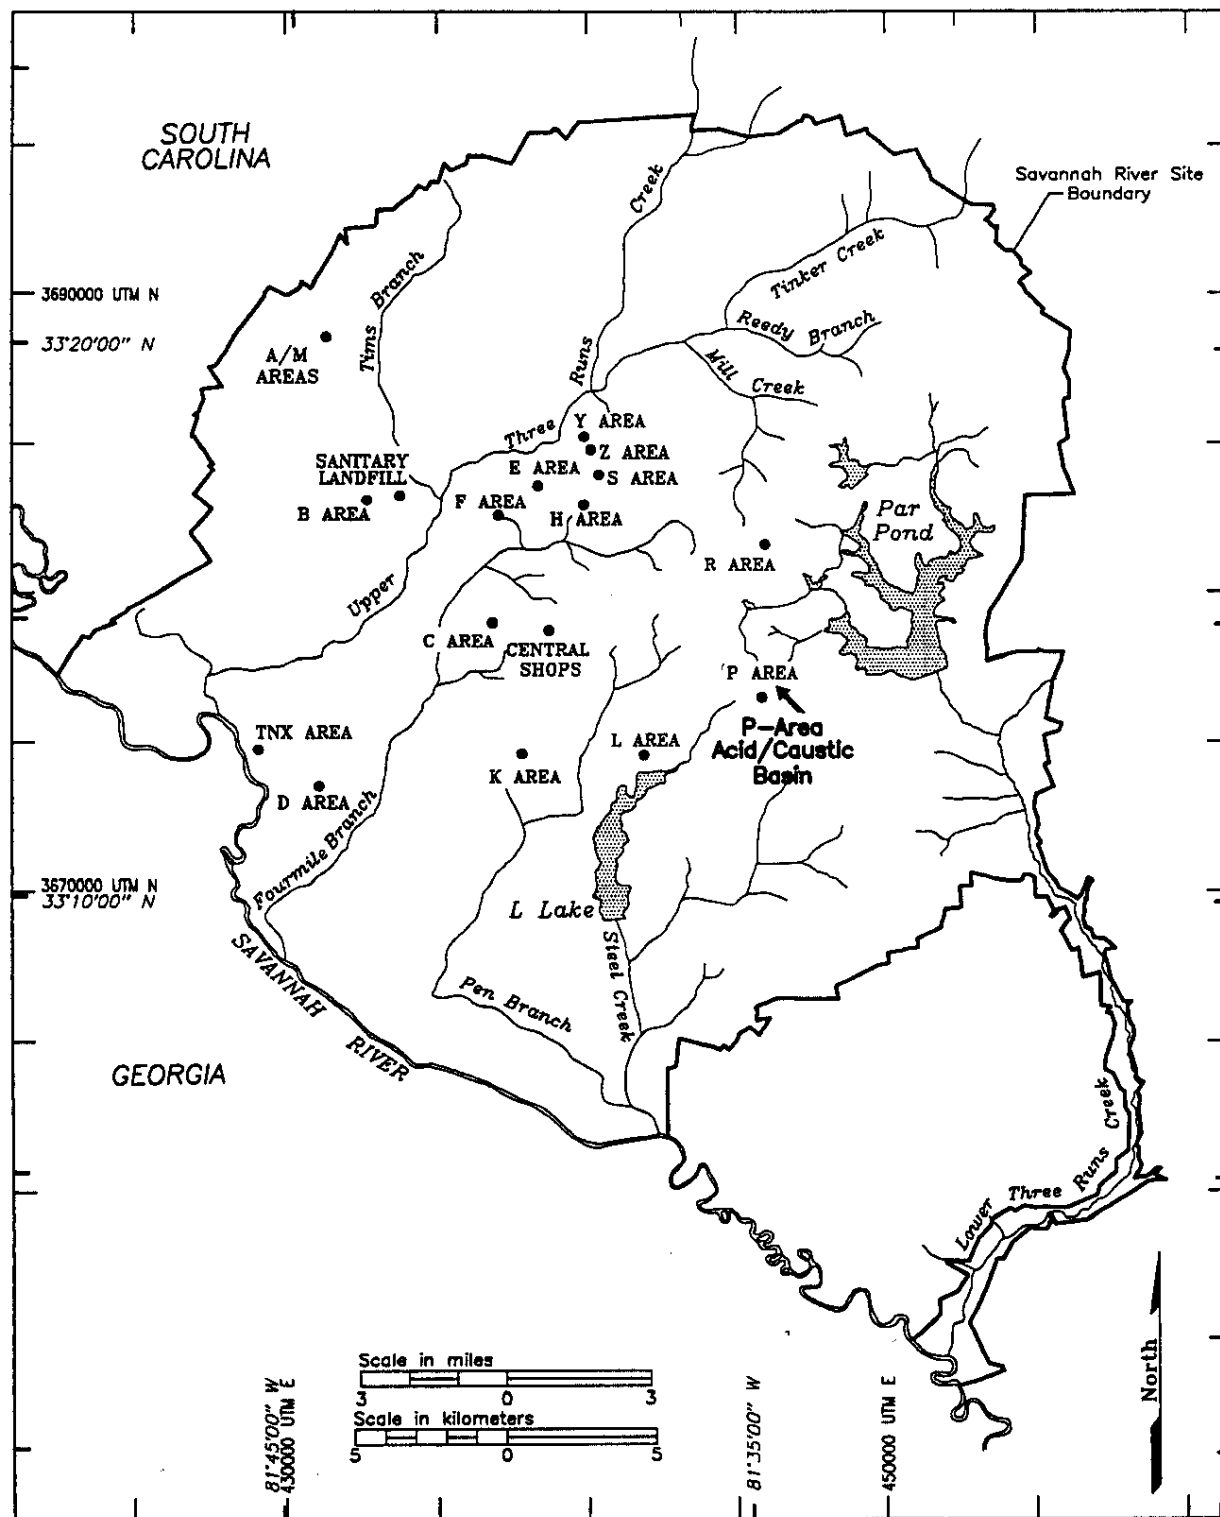 SOUTH
CAROLINA
Savannah River Site
Boundary
Creek
Tinker Creek
Tims Branch
3690000 UTM N
33°20'00" N
A/M
AREAS
Reedy Branch
Mill Creek
Runs
Three
Y AREA
Z AREA
SANITARY
LANDFILL
E AREA
S AREA
B AREA
F AREA
H AREA
Par
Pond
R AREA
Upper
C AREA
CENTRAL
SHOPS
P AREA
TNX AREA
L AREA
P-Area
Acid/Caustic
Basin
K AREA
D AREA
Fourmile Branch
3670000 UTM N
33°10'00" N
L Lake
SAVANNAH
RIVER
Steel Creek
Pen Branch
GEORGIA
Creek
Runs
Three
Lower
North
Scale in miles
3 0 3
Scale in kilometers
5 0 5
81°45'00" W
430000 UTM E
81°35'00" W
450000 UTM E